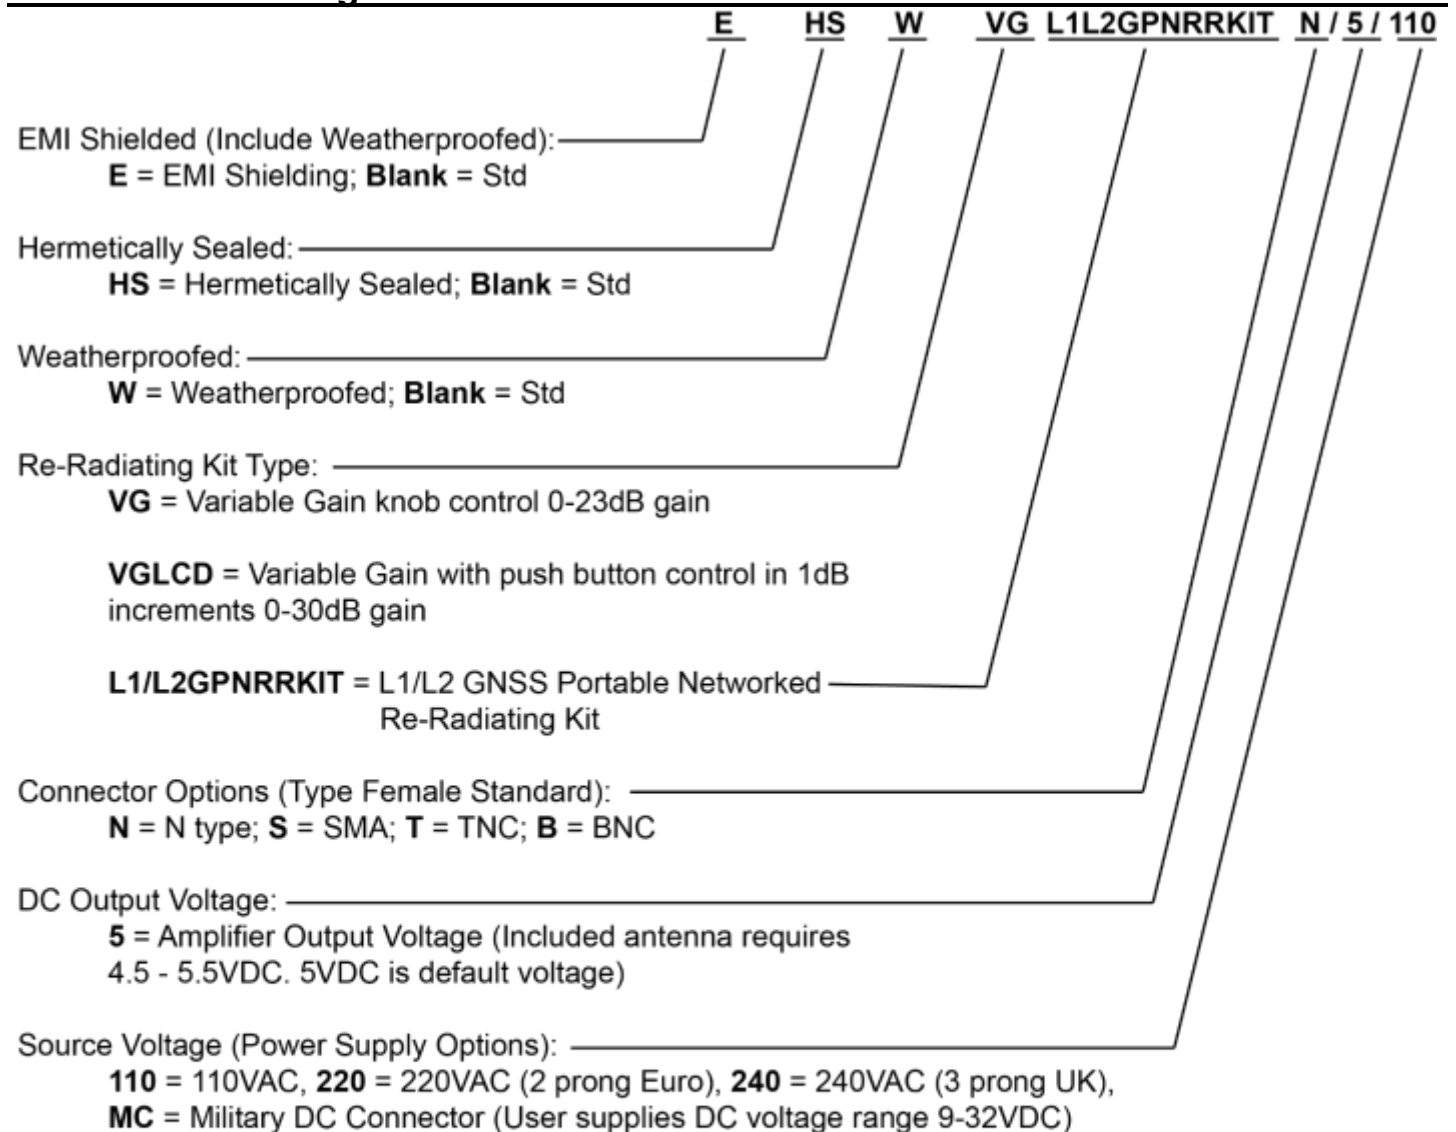 E HS W VG L1L2GPNRRKIT N / 5 / 110
EMI Shielded (Include Weatherproofed):
E = EMI Shielding; Blank = Std
Hermetically Sealed:
HS = Hermetically Sealed; Blank = Std
Weatherproofed:
W = Weatherproofed; Blank = Std
Re-Radiating Kit Type:
VG = Variable Gain knob control 0-23dB gain
VGLCD = Variable Gain with push button control in 1dB
increments 0-30dB gain
L1/L2GPNRRKIT = L1/L2 GNSS Portable Networked
Re-Radiating Kit
Connector Options (Type Female Standard):
N = N type; S = SMA; T = TNC; B = BNC
DC Output Voltage:
5 = Amplifier Output Voltage (Included antenna requires
4.5 - 5.5VDC. 5VDC is default voltage)
Source Voltage (Power Supply Options):
110 = 110VAC, 220 = 220VAC (2 prong Euro), 240 = 240VAC (3 prong UK),
MC = Military DC Connector (User supplies DC voltage range 9-32VDC)